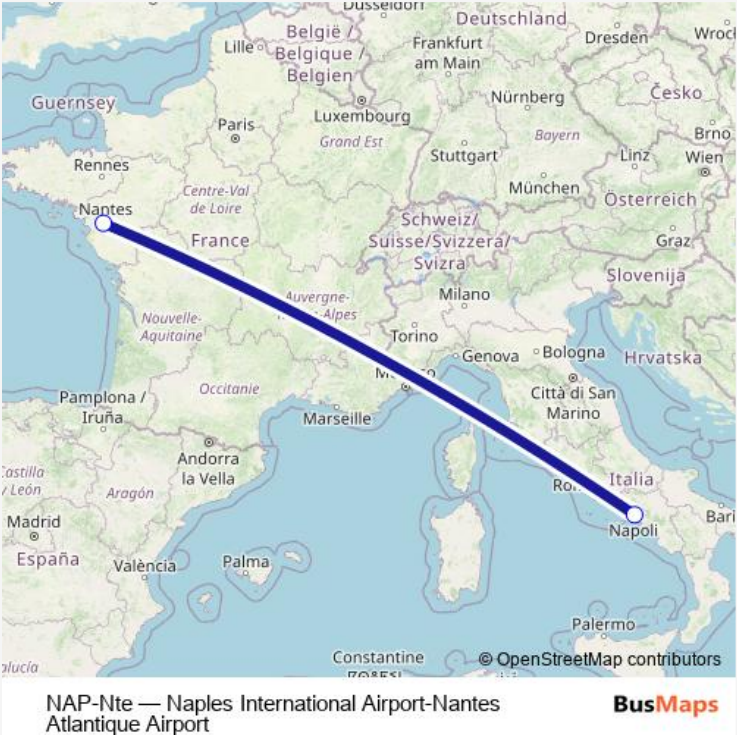 Düsseldorf
Deutschland
Dresden
België /
Belgique /
Belgien
Lille
Frankfurt
am Main
Guernsey
Luxembourg
Nürnberg
Česko
Paris
Grand Est
Bayern
Brno
Rennes
Stuttgart
Linz
Wien
Centre-Val
de Loire
München
Österreich
Nantes
Schweiz/
Suisse/Svizzera/
Svizra
France
Graz
Slovenija
Auvergne-
Milano
Nouvelle-
Aquitaine
Torino
Genova
Bologna
Hrvatska
Pamplona /
Iruña
Occitanie
Città di San
Marino
Marseille
Andorra
la Vella
Aragón
Italia
Madrid
Napoli
España
València
Palma
Palermo
Constantine
© OpenStreetMap contributors
NAP-Nte — Naples International Airport-Nantes
Atlantique Airport
BusMaps